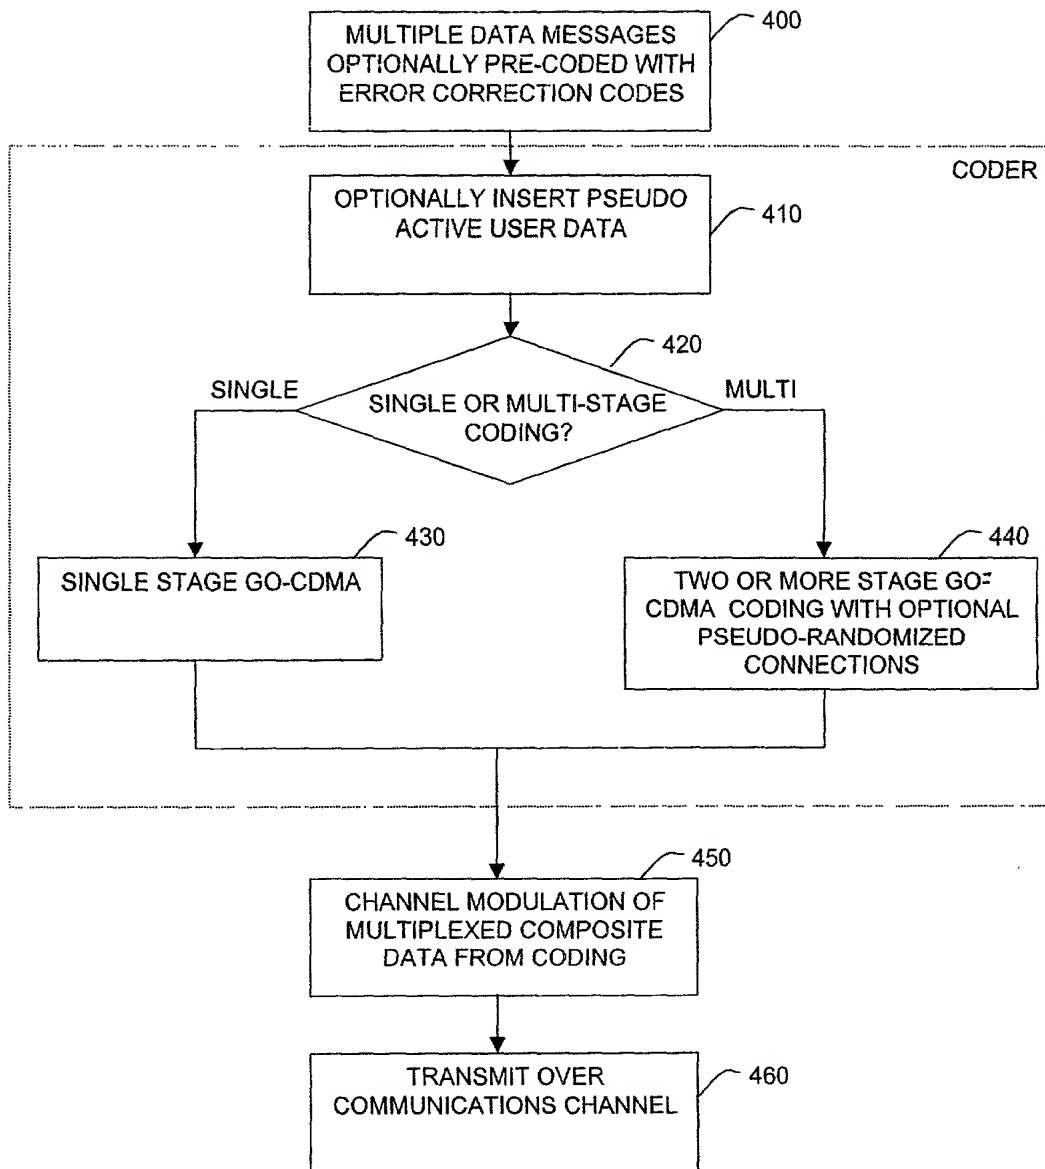 MULTIPLE DATA MESSAGES
OPTIONALLY PRE-CODED WITH
ERROR CORRECTION CODES
400
CODER
OPTIONALLY INSERT PSEUDO
ACTIVE USER DATA
410
420
SINGLE
SINGLE OR MULTI-STAGE
CODING?
MULTI
430
SINGLE STAGE GO-CDMA
440
TWO OR MORE STAGE GO-
CDMA CODING WITH OPTIONAL
PSEUDO-RANDOMIZED
CONNECTIONS
450
CHANNEL MODULATION OF
MULTIPLEXED COMPOSITE
DATA FROM CODING
TRANSMIT OVER
COMMUNICATIONS CHANNEL
460